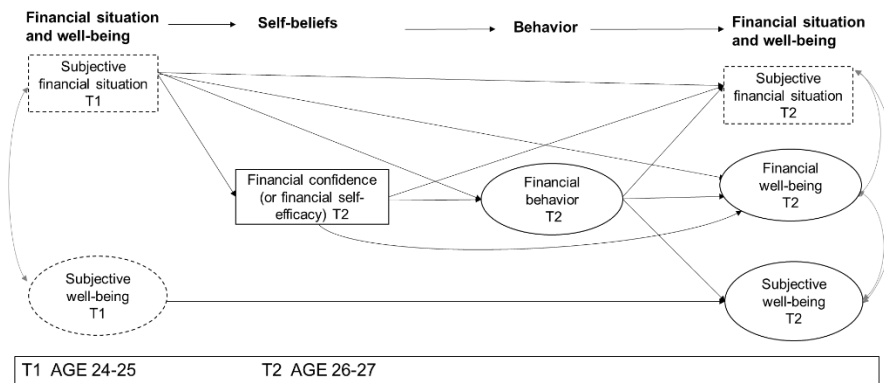 Financial situation
and well-being
Self-beliefs
Behavior
Financial situation
and well-being
Subjective
financial situation
T1
Subjective
financial situation
T2
Financial confidence
(or financial self-
efficacy) T2
Financial
behavior
T2
Financial
well-being
T2
Subjective
well-being
T1
Subjective
well-being
T2
T1 AGE 24-25
T2 AGE 26-27